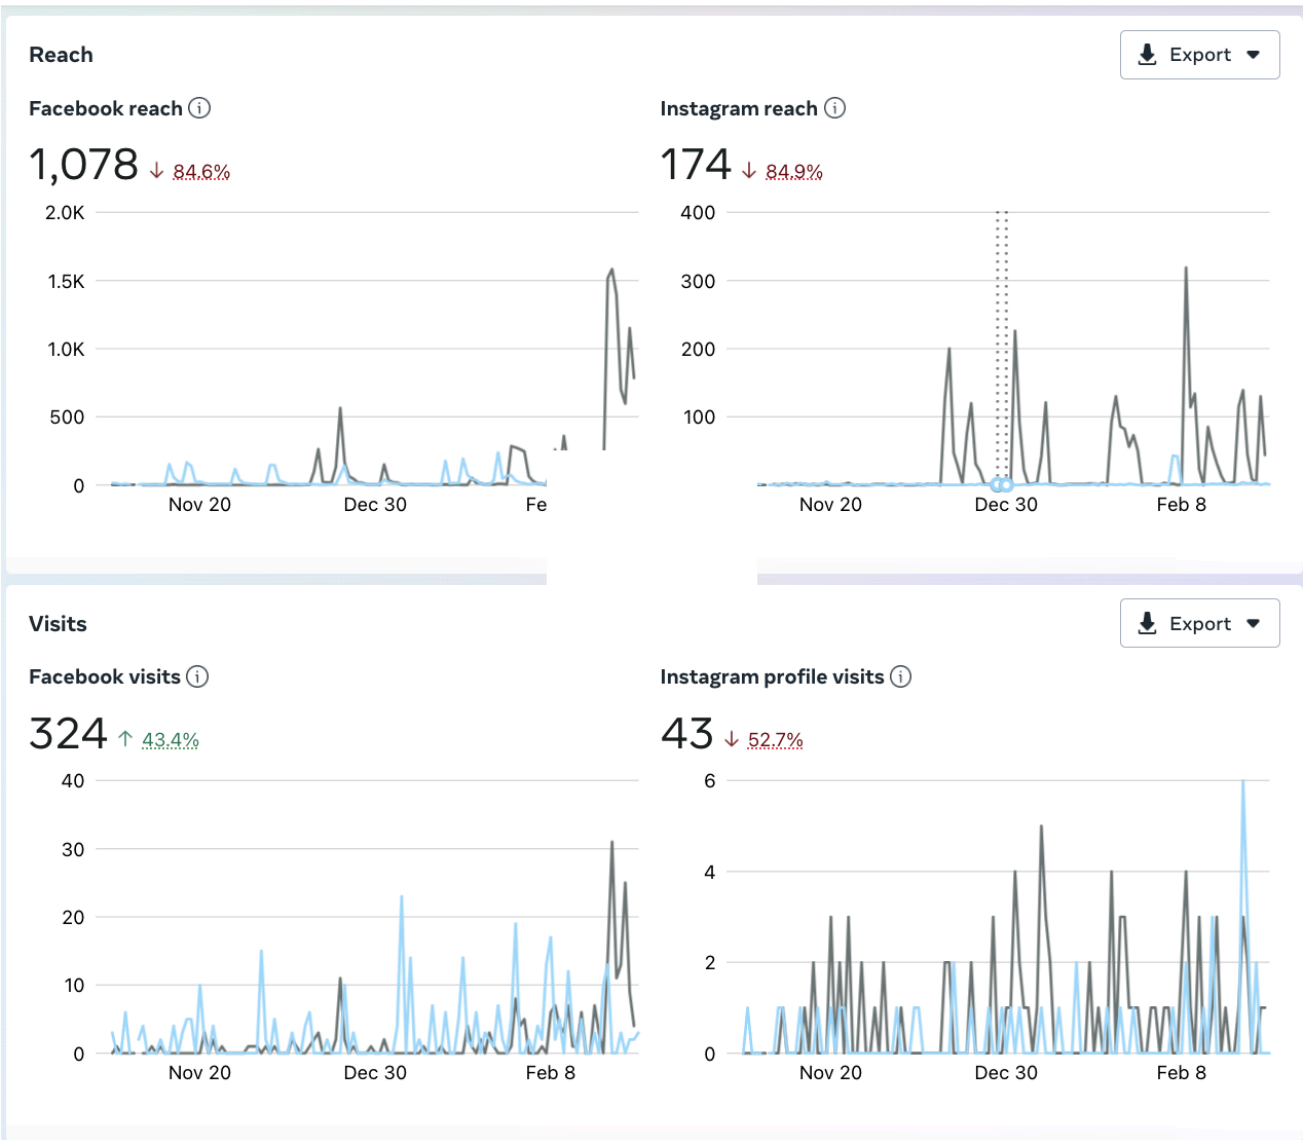 Reach
Export
Facebook reach
1,078 ↓ 84.6%
2.0K
1.5K
1.0K
500
0
Nov 20 Dec 30 Fe
Instagram reach
174 ↓ 84.9%
400
300
200
100
Nov 20 Dec 30 Feb 8
Visits
Export
Facebook visits
324 ↑ 43.4%
40
30
20
10
0
Nov 20 Dec 30 Feb 8
Instagram profile visits
43 ↓ 52.7%
6
4
2
0
Nov 20 Dec 30 Feb 8